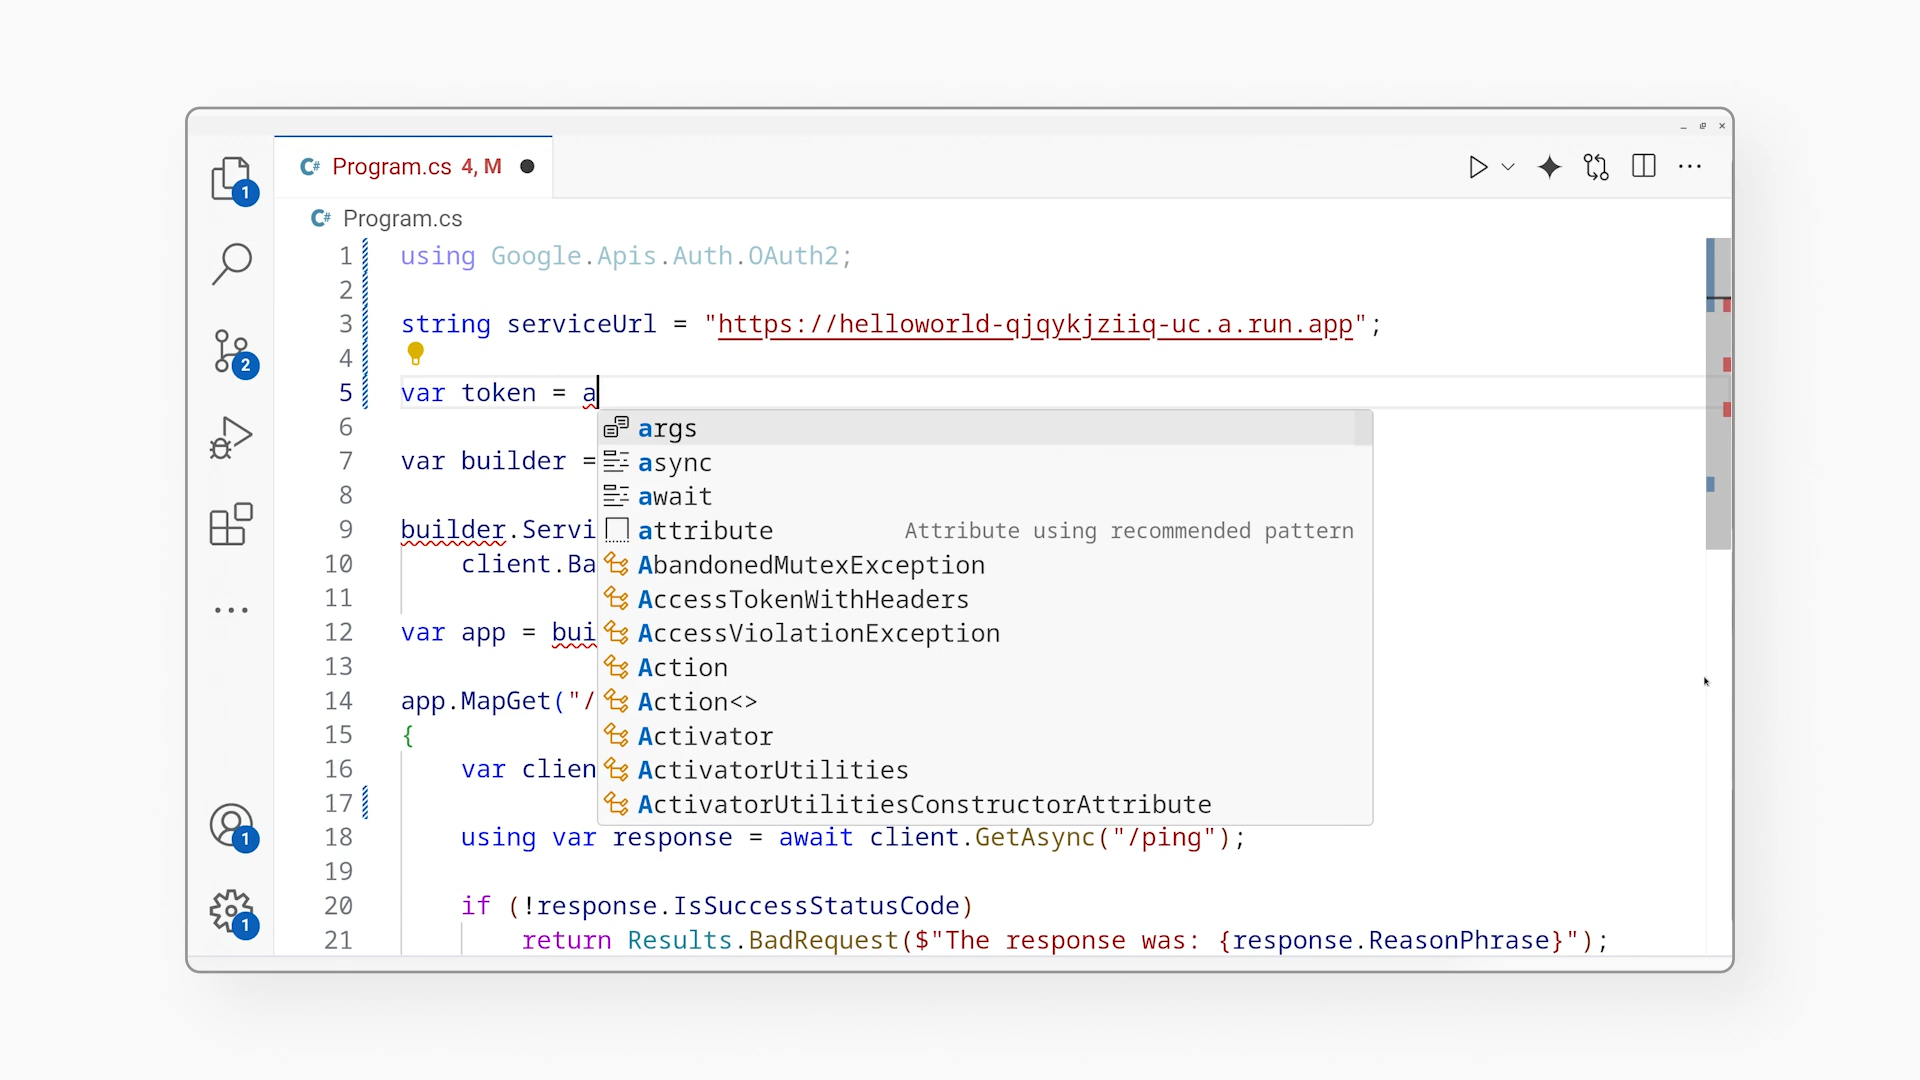 C# Program.cs 4, M
C# Program.cs
1 using Google.Apis.Auth.OAuth2;
2
3 string serviceUrl = "https://helloworld-qjqykjziiq-uc.a.run.app";
4
5 var token = a
6
7 var builder =
8
9 builder.Servi
10 client.Ba
11
12 var app = bui
13
14 app.MapGet("/
15 {
16 var clien
17
18 using var response = await client.GetAsync("/ping");
19
20 if (!response.IsSuccessStatusCode)
21 return Results.BadRequest($"The response was: {response.ReasonPhrase}");
args
async
await
attribute Attribute using recommended pattern
AbandonedMutexException
AccessTokenWithHeaders
AccessViolationException
Action
Action<>
Activator
ActivatorUtilities
ActivatorUtilitiesConstructorAttribute
1
2
1
1